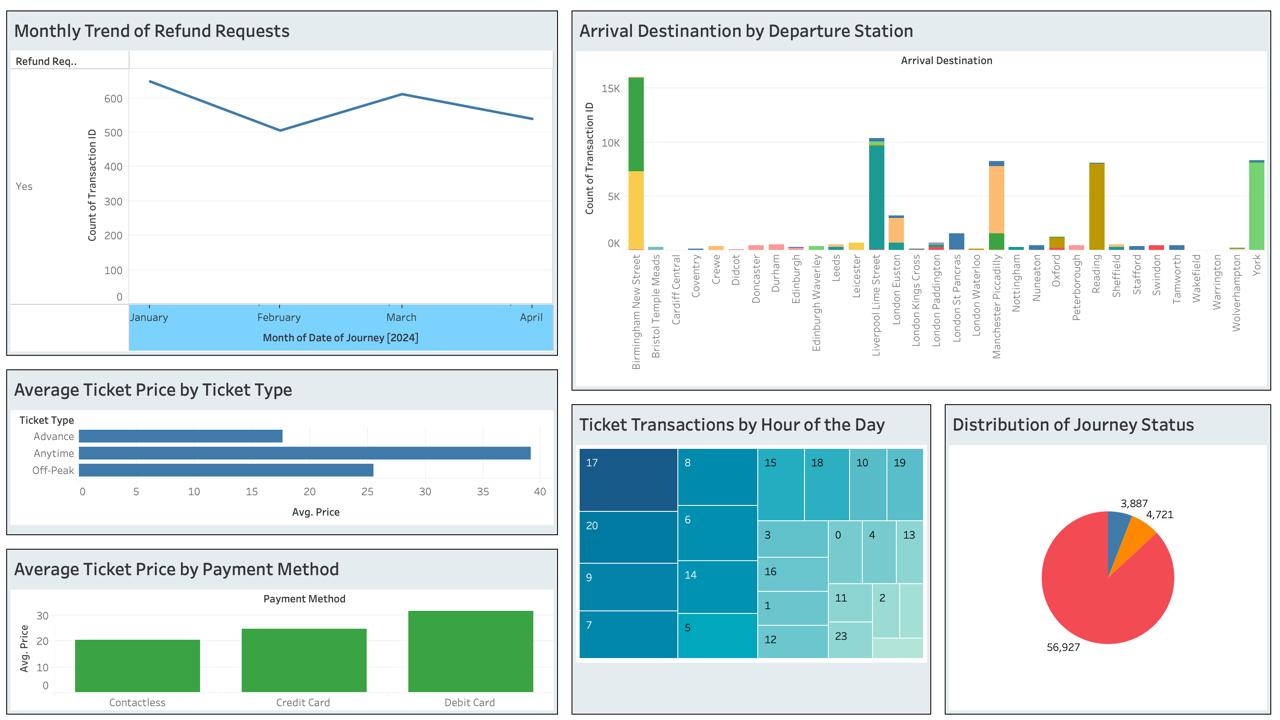 Monthly Trend of Refund Requests
Refund Req..
Yes
Count of Transaction ID
600
500
400
300
200
100
0
January
February
March
April
Month of Date of Journey [2024]
Average Ticket Price by Ticket Type
Ticket Type
Advance
Anytime
Off-Peak
0 5 10 15 20 25 30 35 40
Avg. Price
Average Ticket Price by Payment Method
Payment Method
Avg. Price
30
20
10
0
Contactless
Credit Card
Debit Card
Arrival Destinantion by Departure Station
Arrival Destination
Count of Transaction ID
15K
10K
5K
0K
Birmingham New Street
Bristol Temple Meads
Cardiff Central
Coventry
Crewe
Didcot
Doncaster
Durham
Edinburgh
Edinburgh Waverley
Leeds
Leicester
Liverpool Lime Street
London Euston
London Kings Cross
London Paddington
London St Pancras
London Waterloo
Manchester Piccadilly
Nottingham
Nuneaton
Oxford
Peterborough
Reading
Sheffield
Stafford
Swindon
Tamworth
Wakefield
Warrington
Wolverhampton
York
Ticket Transactions by Hour of the Day
17
20
9
7
8
6
14
5
15
18
10
19
3
16
1
12
0
4
13
11
23
2
Distribution of Journey Status
3,887
4,721
56,927